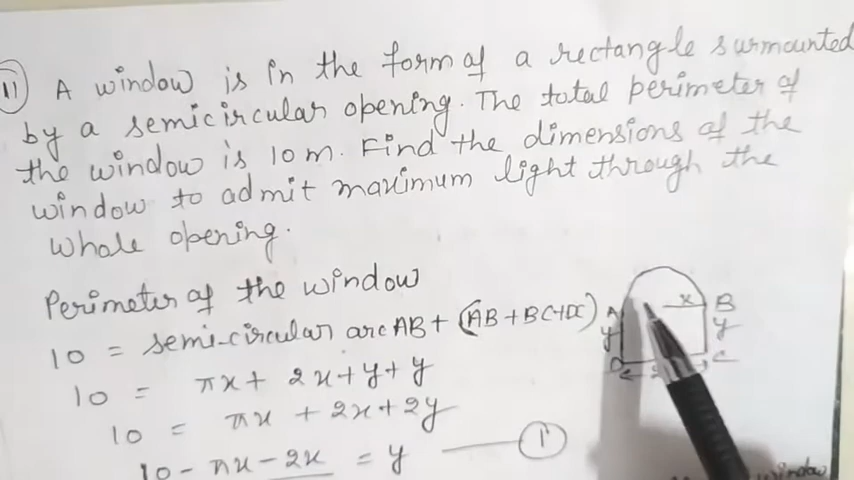 11) A window is in the form of a rectangle surmounted
by a semicircular opening. The total perimeter of
the window is 10 m. Find the dimensions of the
window to admit maximum light through the
whole opening.
Perimeter of the window
10 = semi-circular arc AB + (AB + BC + DC)
10 = πx + 2x + y + y
10 = πx + 2x + 2y
10 - πx - 2x = y — 1
A x B
y y
D 2 C
window